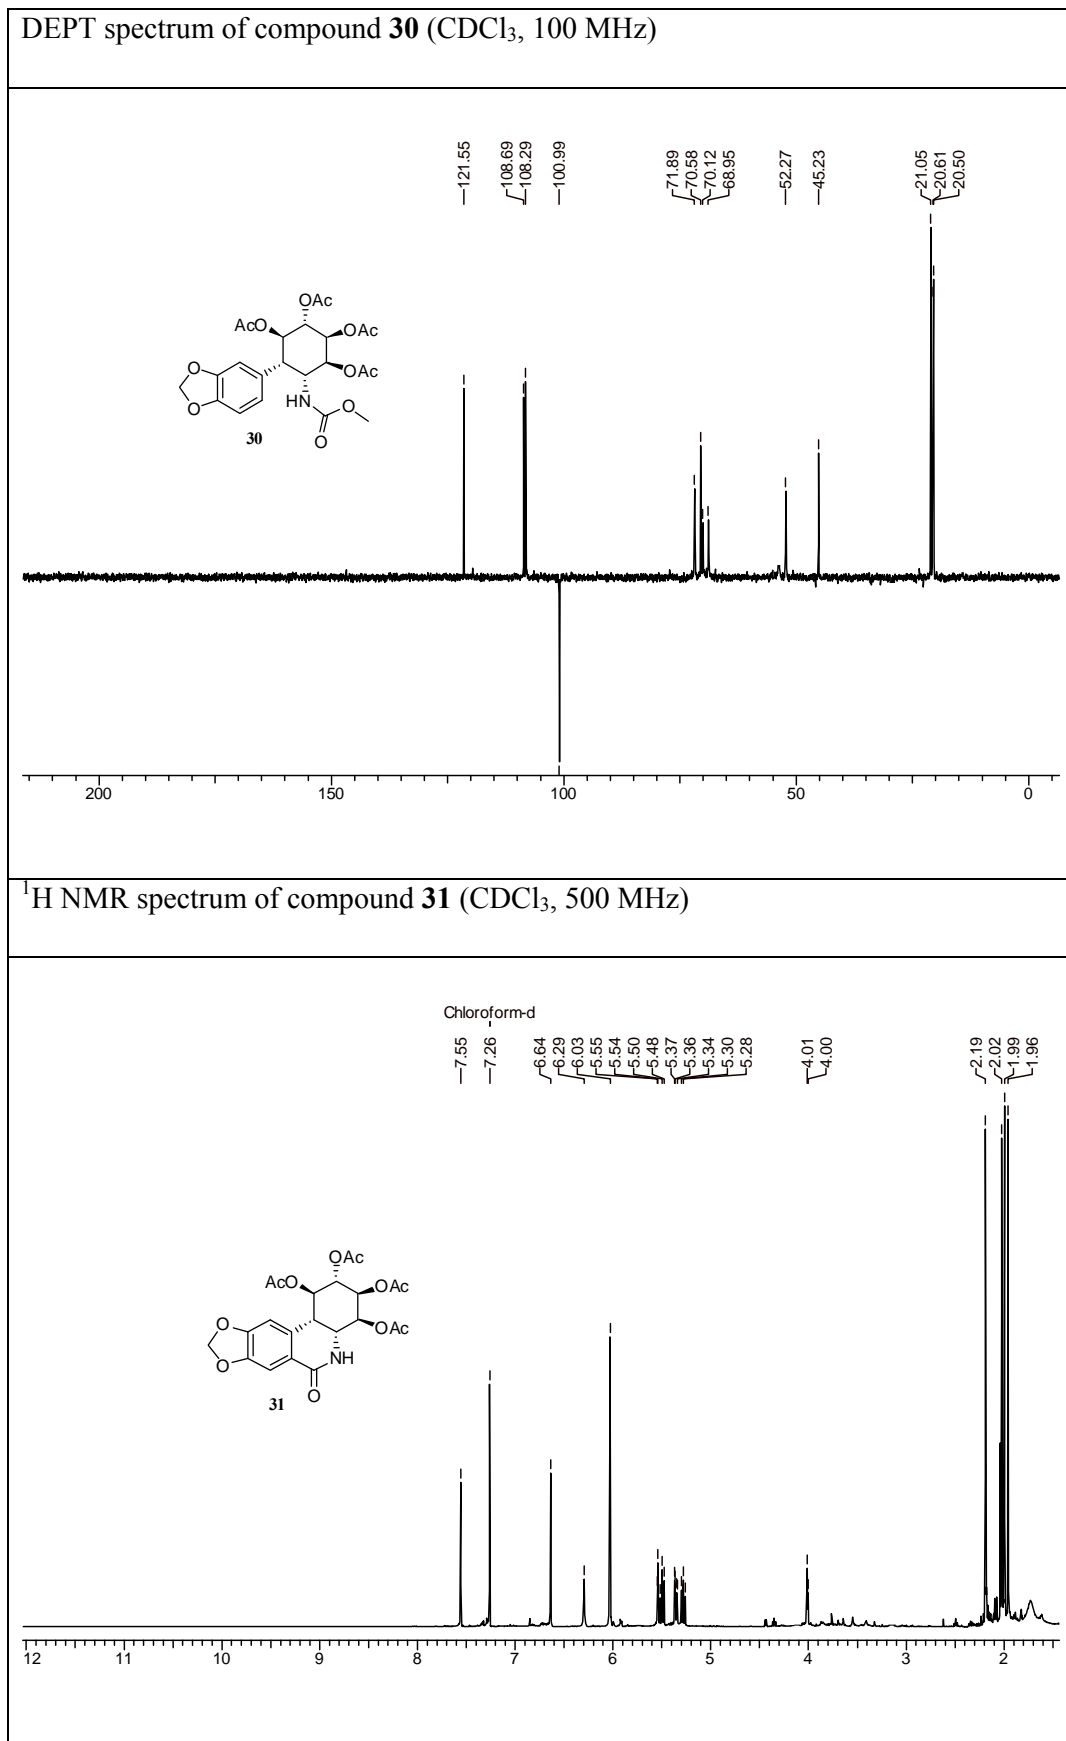 DEPT spectrum of compound 30 (CDCl₃, 100 MHz)
121.55
108.69
108.29
100.99
71.89
70.58
70.12
68.95
52.27
45.23
21.05
20.61
20.50
OAc
AcO
OAc
OAc
O
O
HN
O
O
30
200 150 100 50 0
¹H NMR spectrum of compound 31 (CDCl₃, 500 MHz)
Chloroform-d
7.55
7.26
6.64
6.29
6.03
5.55
5.54
5.50
5.48
5.37
5.36
5.34
5.30
5.28
4.01
4.00
2.19
2.02
1.99
1.96
OAc
AcO
OAc
OAc
O
O
NH
O
31
12 11 10 9 8 7 6 5 4 3 2